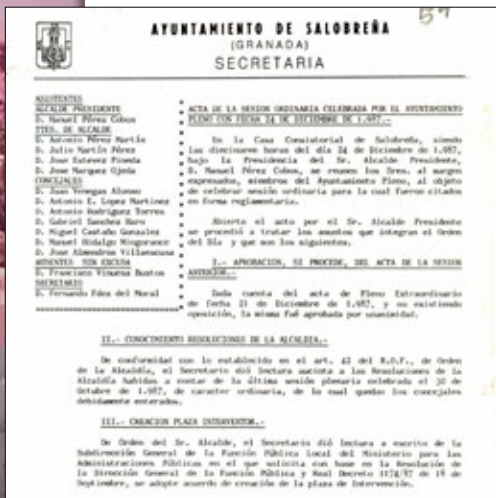 59
AYUNTAMIENTO DE SALOBREÑA
(GRANADA)
SECRETARIA
ASISTENTES
ALCALDE PRESIDENTE
D. Manuel Pérez Cobos
TTES. DE ALCALDE
D. Antonio Pérez Martín
D. Julio Martín Pérez
D. Jose Estevez Pineda
D. Jose Marquez Ojeda
CONCEJALES
D. Juan Venegas Alonso
D. Antonio E. Lopez Martinez
D. Antonio Rodriguez Torres
D. Gabriel Sanchez Haro
D. Miguel Castaño Gonzalez
D. Manuel Hidalgo Mingorance
D. Jose Almendros Villanueva
AUSENTES SIN EXCUSA
D. Francisco Vinuesa Bustos
SECRETARIO
D. Fernando Fdez del Moral
ACTA DE LA SESION ORDINARIA CELEBRADA POR EL AYUNTAMIENTO
PLENO CON FECHA 24 DE DICIEMBRE DE 1.987.-
En la Casa Consistorial de Salobreña, siendo
las diecinueve horas del día 24 de Diciembre de 1.987,
bajo la Presidencia del Sr. Alcalde Presidente,
D. Manuel Pérez Cobos, se reunen los Sres. al margen
expresados, miembros del Ayuntamiento Pleno, al objeto
de celebrar sesión ordinaria para la cual fueron citados
en forma reglamentaria.
Abierto el acto por el Sr. Alcalde Presidente
se procedió a tratar los asuntos que integran el Orden
del Día y que son los siguientes.
I.- APROBACION, SI PROCEDE, DEL ACTA DE LA SESION
ANTERIOR.-
Dada cuenta del acta de Pleno Extraordinario
de fecha 21 de Diciembre de 1.987, y no existiendo
oposición, la misma fué aprobada por unanimidad.
II.- CONOCIMIENTO RESOLUCIONES DE LA ALCALDIA.-
De conformidad con lo establecido en el art. 42 del R.O.F., de Orden
de la Alcaldía, el Secretario dió lectura sucinta a las Resoluciones de la
Alcaldía habidas a contar de la última sesión plenaria celebrada el 30 de
Octubre de 1.987, de caracter ordinaria, de lo cual quedan los concejales
debidamente enterados.
III.- CREACION PLAZA INTERVENTOR.-
De Orden del Sr. Alcalde, el Secretario dió lectura a escrito de la
Subdirección General de la Función Pública Local del Ministerio para las
Administraciones Públicas en el que solicita con base en la Resolución de
la Dirección General de la Función Pública y Real Decreto 1174/87 de 18 de
Septiembre, se adopte acuerdo de creación de la plaza de Intervención.